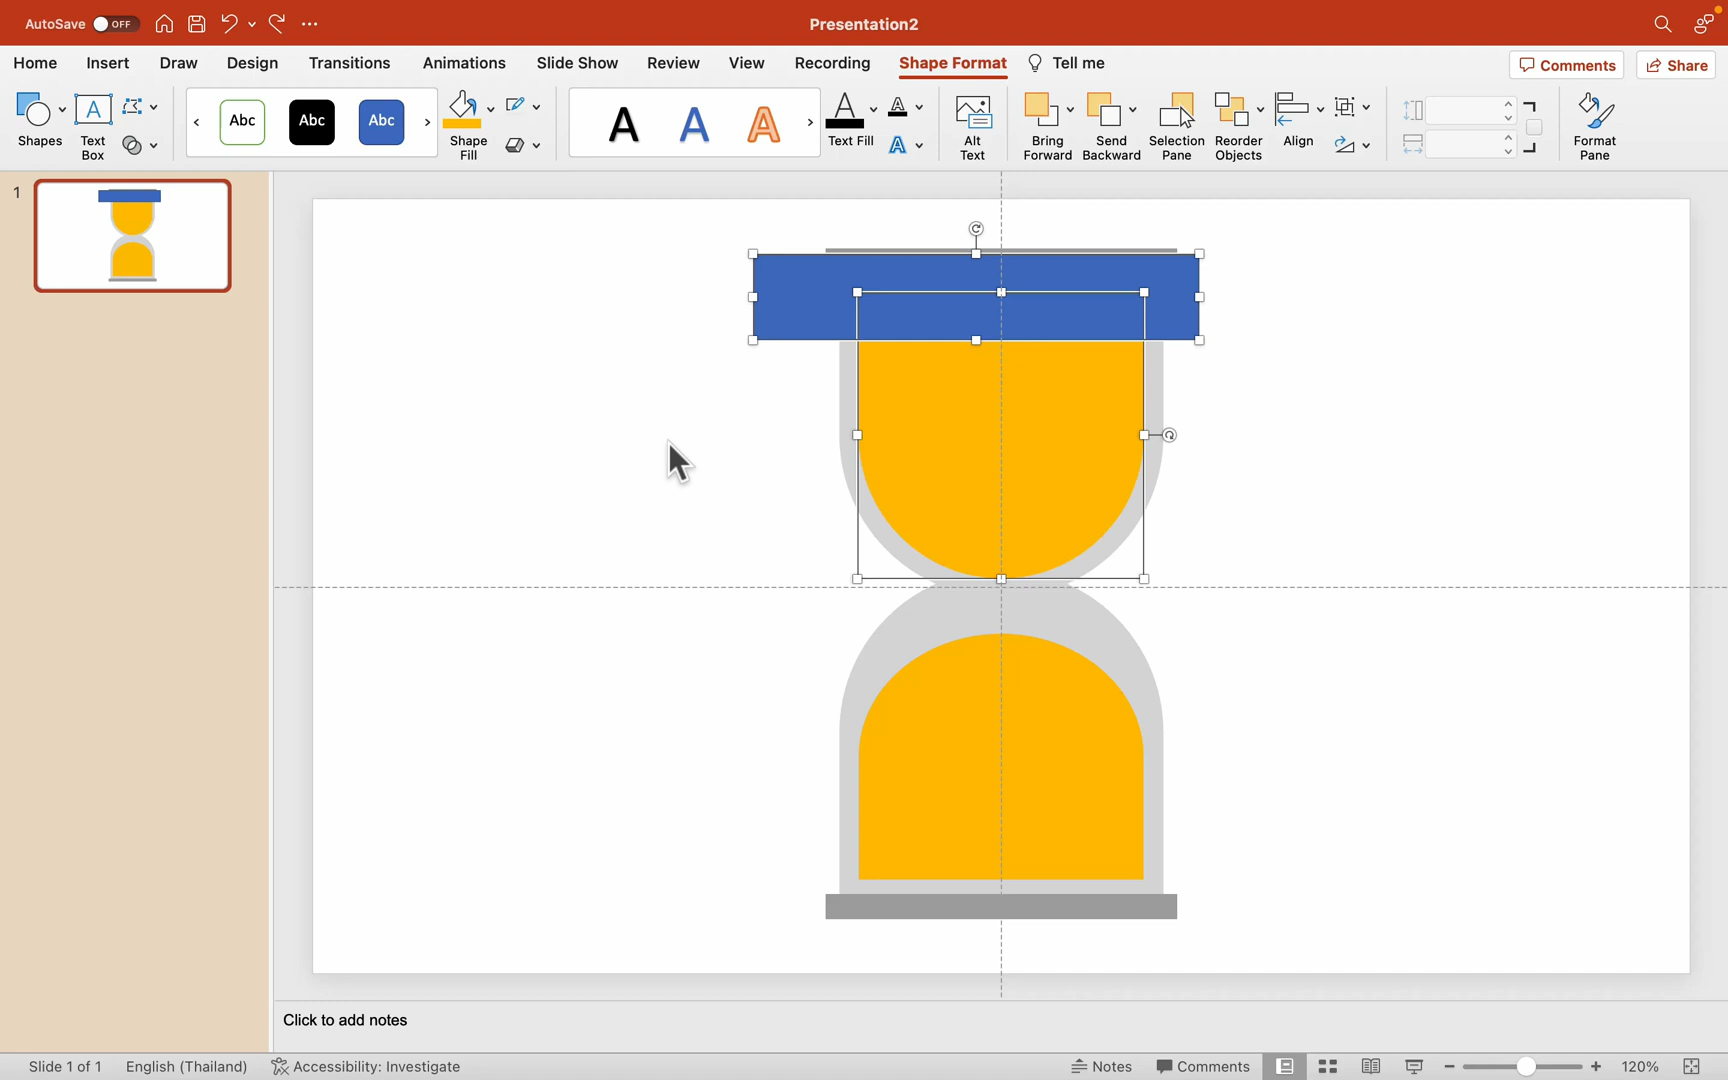 AutoSave OFF
Presentation2
Home Insert Draw Design Transitions Animations Slide Show Review View Recording Shape Format Tell me
Comments Share
Shapes
Text Box
Abc Abc Abc
Shape Fill
A A A
Text Fill
Alt Text
Bring Forward
Send Backward
Selection Pane
Reorder Objects
Align
Format Pane
1
Click to add notes
Slide 1 of 1 English (Thailand) Accessibility: Investigate Notes Comments 120%